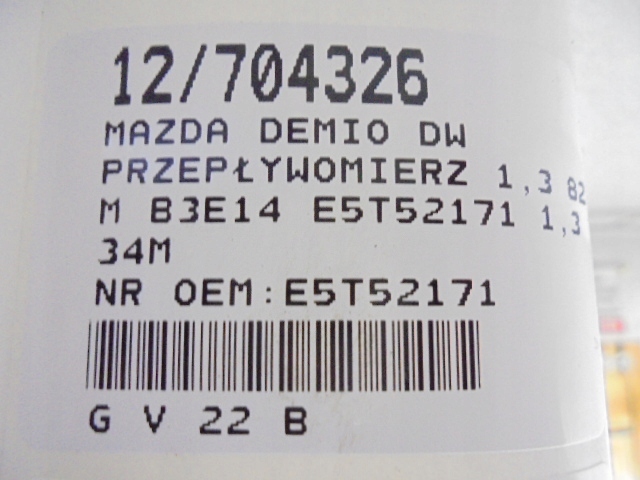 12/704326
MAZDA DEMIO DW
PRZEPŁYWOMIERZ 1,3 82
M B3E14 E5T52171 1,3
34M
NR OEM:E5T52171
G V 22 B